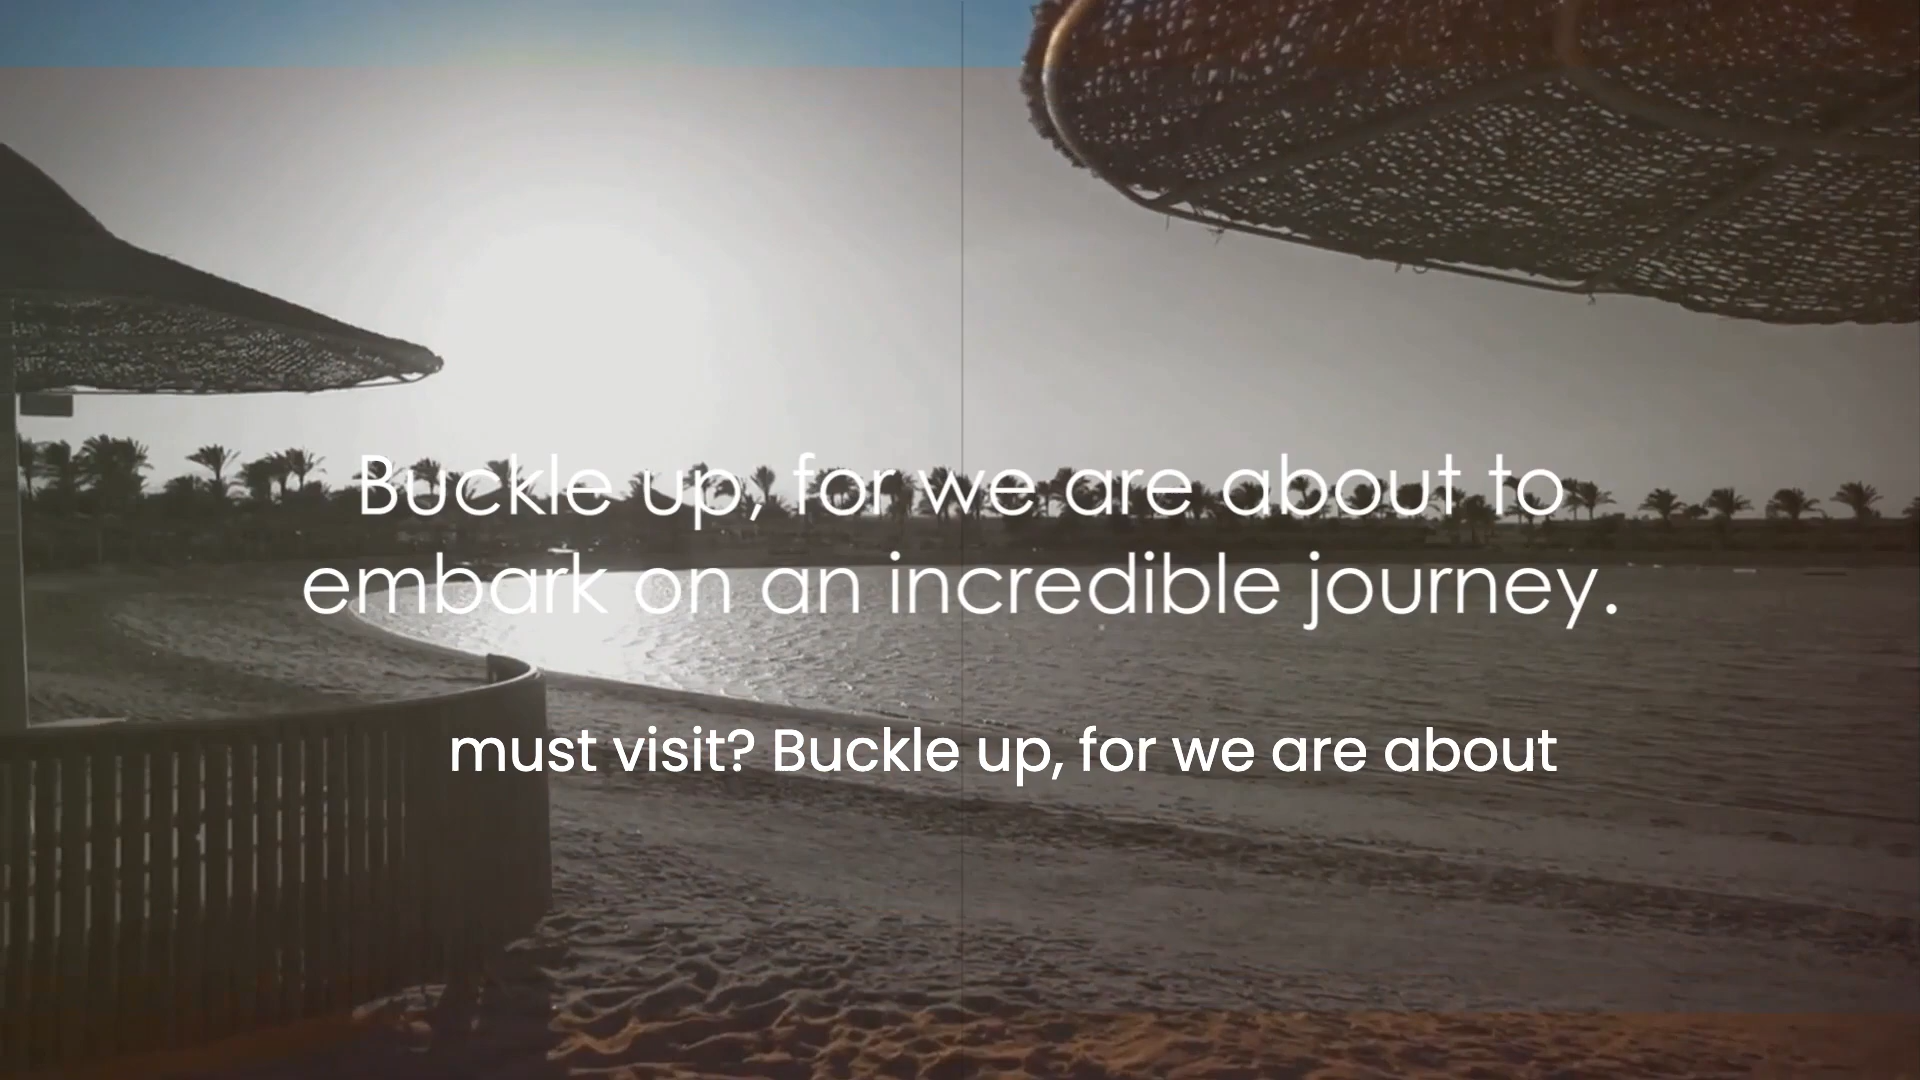 Buckle up, for we are about to
embark on an incredible journey.
must visit? Buckle up, for we are about